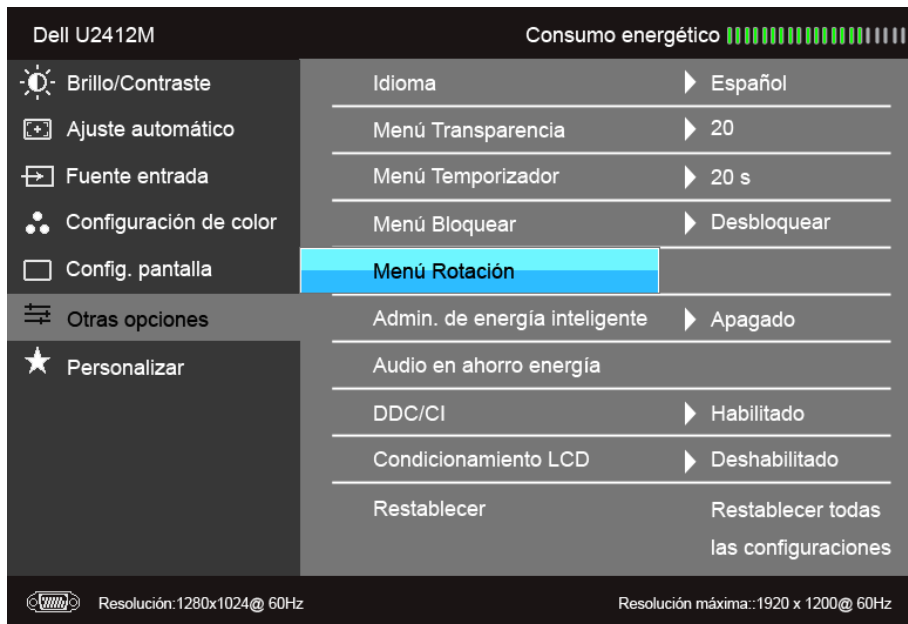 Dell U2412M Consumo energético
Brillo/Contraste
Ajuste automático
Fuente entrada
Configuración de color
Config. pantalla
Otras opciones
Personalizar
Idioma Español
Menú Transparencia 20
Menú Temporizador 20 s
Menú Bloquear Desbloquear
Menú Rotación
Admin. de energía inteligente Apagado
Audio en ahorro energía
DDC/CI Habilitado
Condicionamiento LCD Deshabilitado
Restablecer Restablecer todas
las configuraciones
Resolución:1280x1024@ 60Hz Resolución máxima::1920 x 1200@ 60Hz